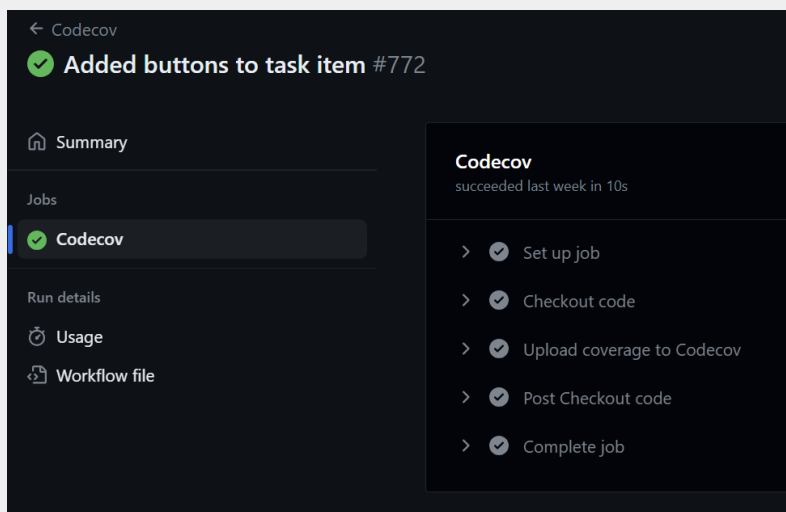 Codecov
Added buttons to task item #772
Summary
Jobs
Codecov
Run details
Usage
Workflow file
Codecov
succeeded last week in 10s
Set up job
Checkout code
Upload coverage to Codecov
Post Checkout code
Complete job